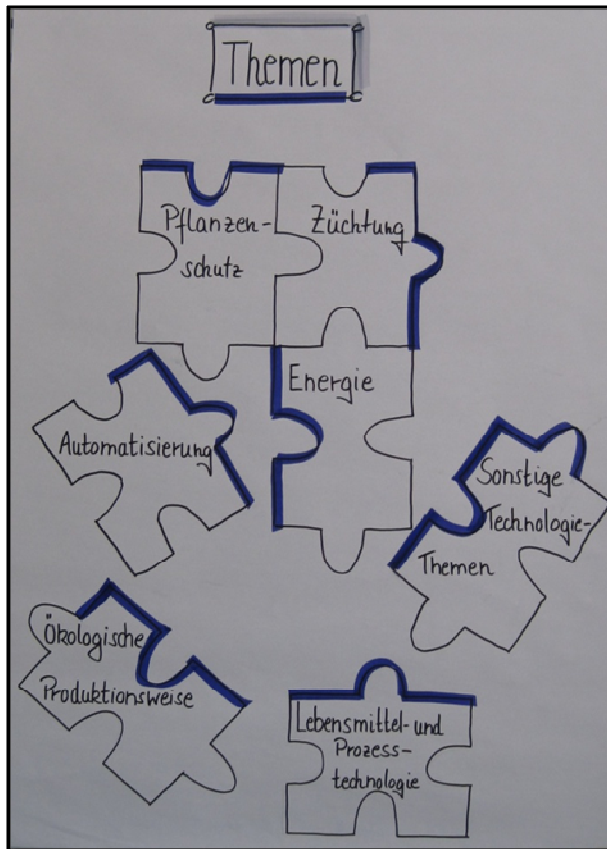 Themen
Pflanzen-
schutz
Züchtung
Energie
Automatisierung
Sonstige
Technologie-
Themen
Ökologische
Produktionsweise
Lebensmittel- und
Prozess-
technologie